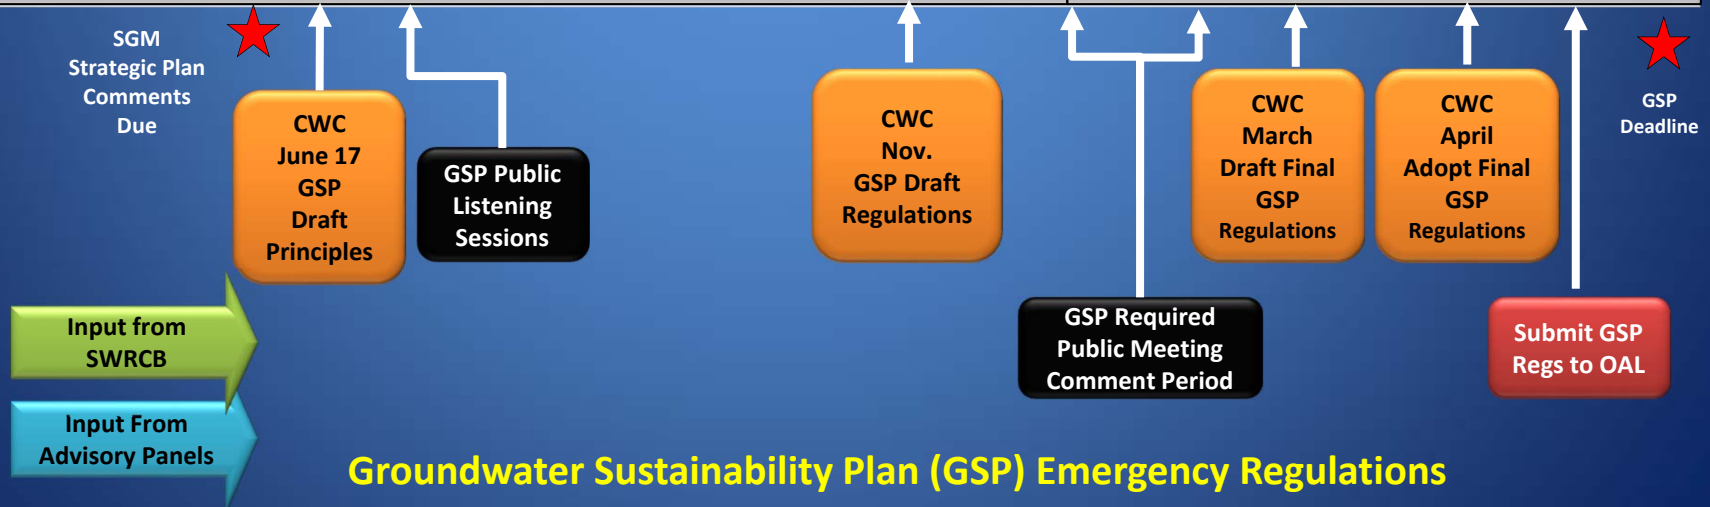 SGM
Strategic Plan
Comments
Due
CWC
June 17
GSP
Draft
Principles
GSP Public
Listening
Sessions
CWC
Nov.
GSP Draft
Regulations
GSP Required
Public Meeting
Comment Period
CWC
March
Draft Final
GSP
Regulations
CWC
April
Adopt Final
GSP
Regulations
Submit GSP
Regs to OAL
GSP
Deadline
Input from
SWRCB
Input From
Advisory Panels
Groundwater Sustainability Plan (GSP) Emergency Regulations